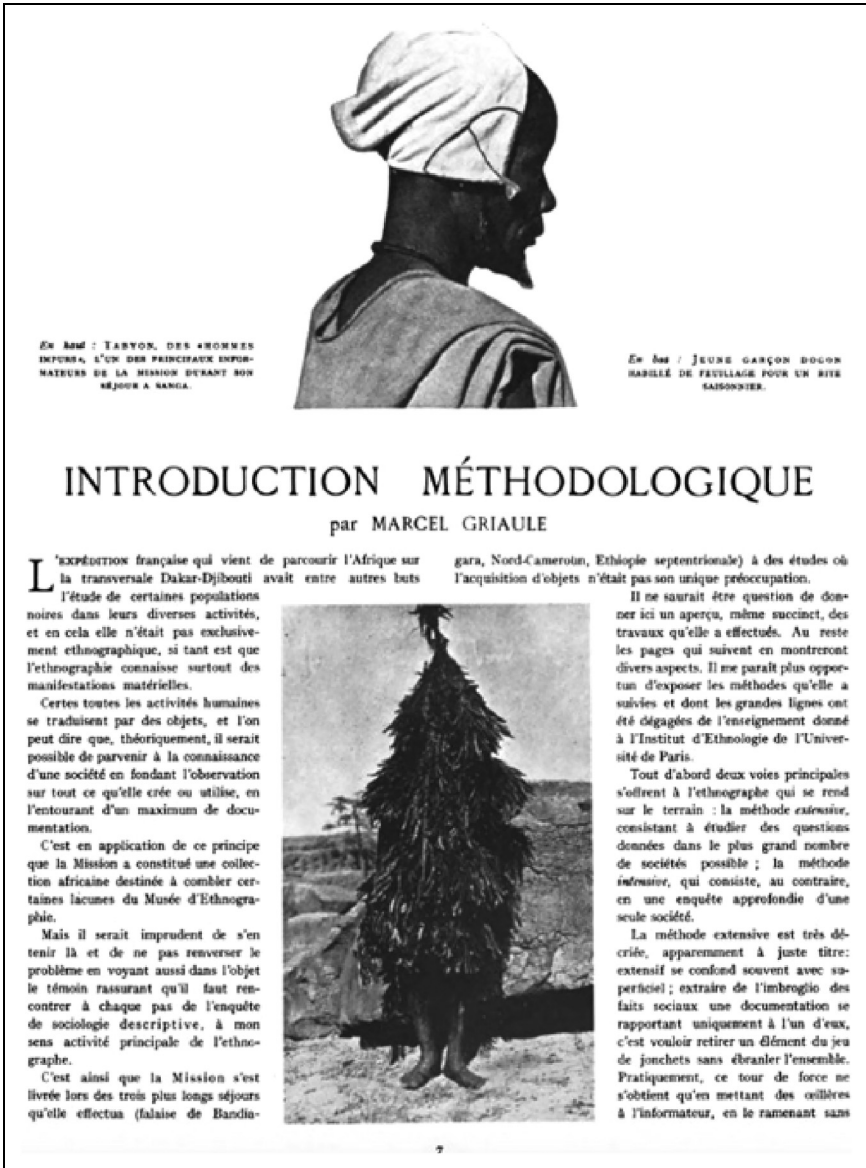 En haut : TABYON, DES «HOMMES
IMPURS», L'UN DES PRINCIPAUX INFOR-
MATEURS DE LA MISSION DURANT SON
SÉJOUR A SANGA.
En bas : JEUNE GARÇON DOGON
HABILLÉ DE FEUILLAGE POUR UN RITE
SAISONNIER.
INTRODUCTION MÉTHODOLOGIQUE
par MARCEL GRIAULE
L'EXPÉDITION française qui vient de parcourir l'Afrique sur
la transversale Dakar-Djibouti avait entre autres buts
l'étude de certaines populations
noires dans leurs diverses activités,
et en cela elle n'était pas exclusive-
ment ethnographique, si tant est que
l'ethnographie connaisse surtout des
manifestations matérielles.
Certes toutes les activités humaines
se traduisent par des objets, et l'on
peut dire que, théoriquement, il serait
possible de parvenir à la connaissance
d'une société en fondant l'observation
sur tout ce qu'elle crée ou utilise, en
l'entourant d'un maximum de docu-
mentation.
C'est en application de ce principe
que la Mission a constitué une collec-
tion africaine destinée à combler cer-
taines lacunes du Musée d'Ethnogra-
phie.
Mais il serait imprudent de s'en
tenir là et de ne pas renverser le
problème en voyant aussi dans l'objet
le témoin rassurant qu'il faut ren-
contrer à chaque pas de l'enquête
de sociologie descriptive, à mon
sens activité principale de l'ethno-
graphe.
C'est ainsi que la Mission s'est
livrée lors des trois plus longs séjours
qu'elle effectua (falaise de Bandia-
gara, Nord-Cameroun, Ethiopie septentrionale) à des études où
l'acquisition d'objets n'était pas son unique préoccupation.
Il ne saurait être question de don-
ner ici un aperçu, même succinct, des
travaux qu'elle a effectués. Au reste
les pages qui suivent en montreront
divers aspects. Il me paraît plus oppor-
tun d'exposer les méthodes qu'elle a
suivies et dont les grandes lignes ont
été dégagées de l'enseignement donné
à l'Institut d'Ethnologie de l'Univer-
sité de Paris.
Tout d'abord deux voies principales
s'offrent à l'ethnographe qui se rend
sur le terrain : la méthode extensive,
consistant à étudier des questions
données dans le plus grand nombre
de sociétés possible ; la méthode
intensive, qui consiste, au contraire,
en une enquête approfondie d'une
seule société.
La méthode extensive est très dé-
criée, apparemment à juste titre:
extensif se confond souvent avec su-
perficiel ; extraire de l'imbroglio des
faits sociaux une documentation se
rapportant uniquement à l'un d'eux,
c'est vouloir retirer un élément du jeu
de jonchets sans ébranler l'ensemble.
Pratiquement, ce tour de force ne
s'obtient qu'en mettant des œillères
à l'informateur, en le ramenant sans
7